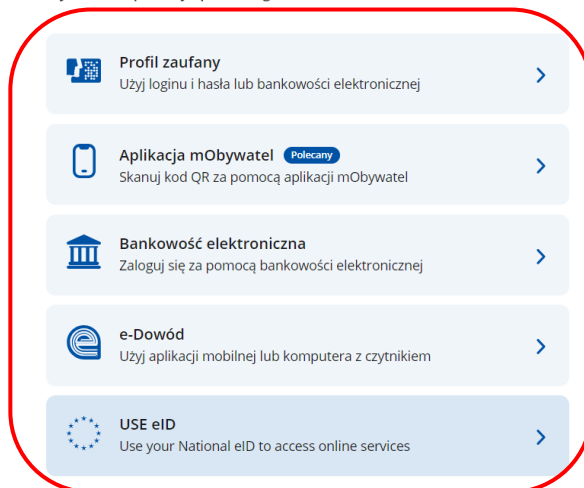 Profil zaufany
Użyj loginu i hasła lub bankowości elektronicznej
Aplikacja mObywatel Polecany
Skanuj kod QR za pomocą aplikacji mObywatel
Bankowość elektroniczna
Zaloguj się za pomocą bankowości elektronicznej
e-Dowód
Użyj aplikacji mobilnej lub komputera z czytnikiem
USE eID
Use your National eID to access online services